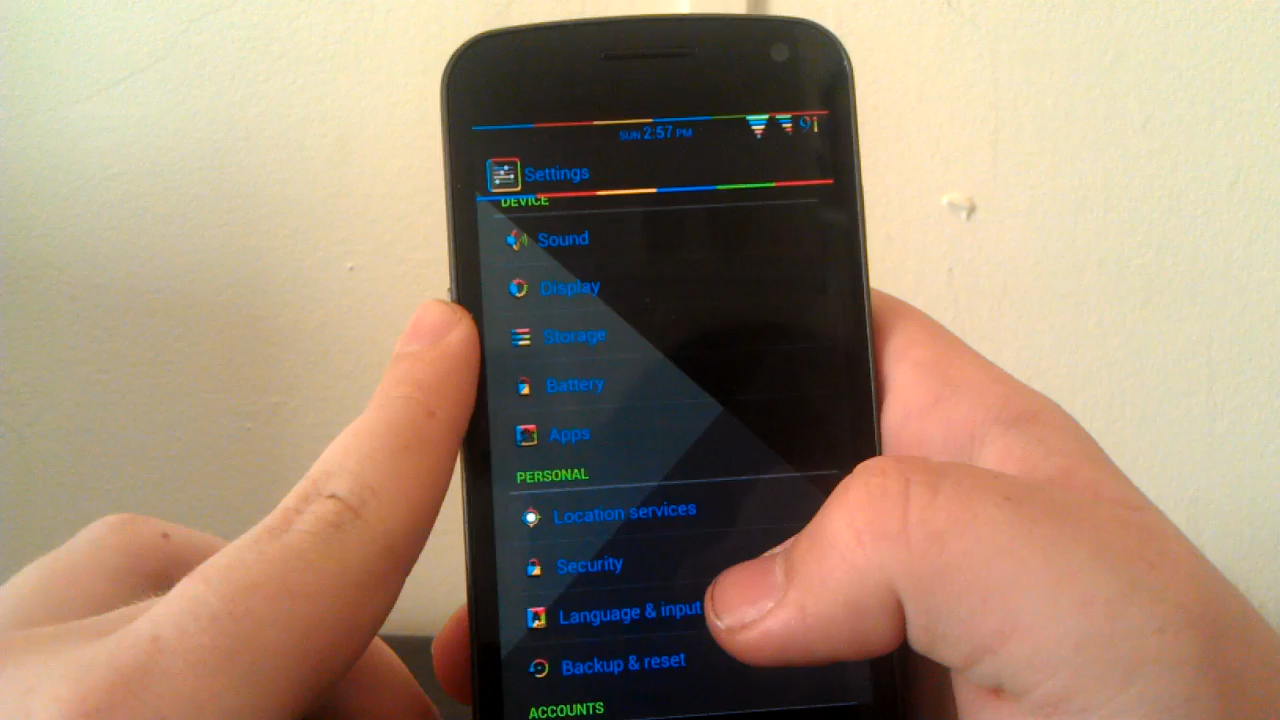 SUN 2:57 PM 91
Settings
DEVICE
Sound
Display
Storage
Battery
Apps
PERSONAL
Location services
Security
Language & input
Backup & reset
ACCOUNTS